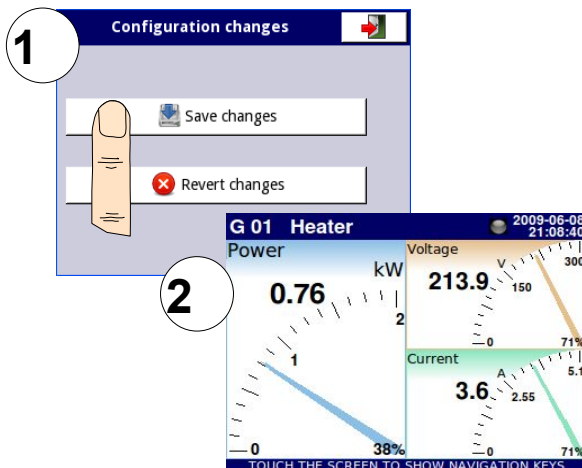 1
Configuration changes
Save changes
Revert changes
2
G 01 Heater
2009-06-08
21:08:40
Power
kW
0.76
2
1
0
38%
Voltage
V
300
213.9
150
0
71%
Current
A
5.1
3.6
2.55
0
71%
TOUCH THE SCREEN TO SHOW NAVIGATION KEYS